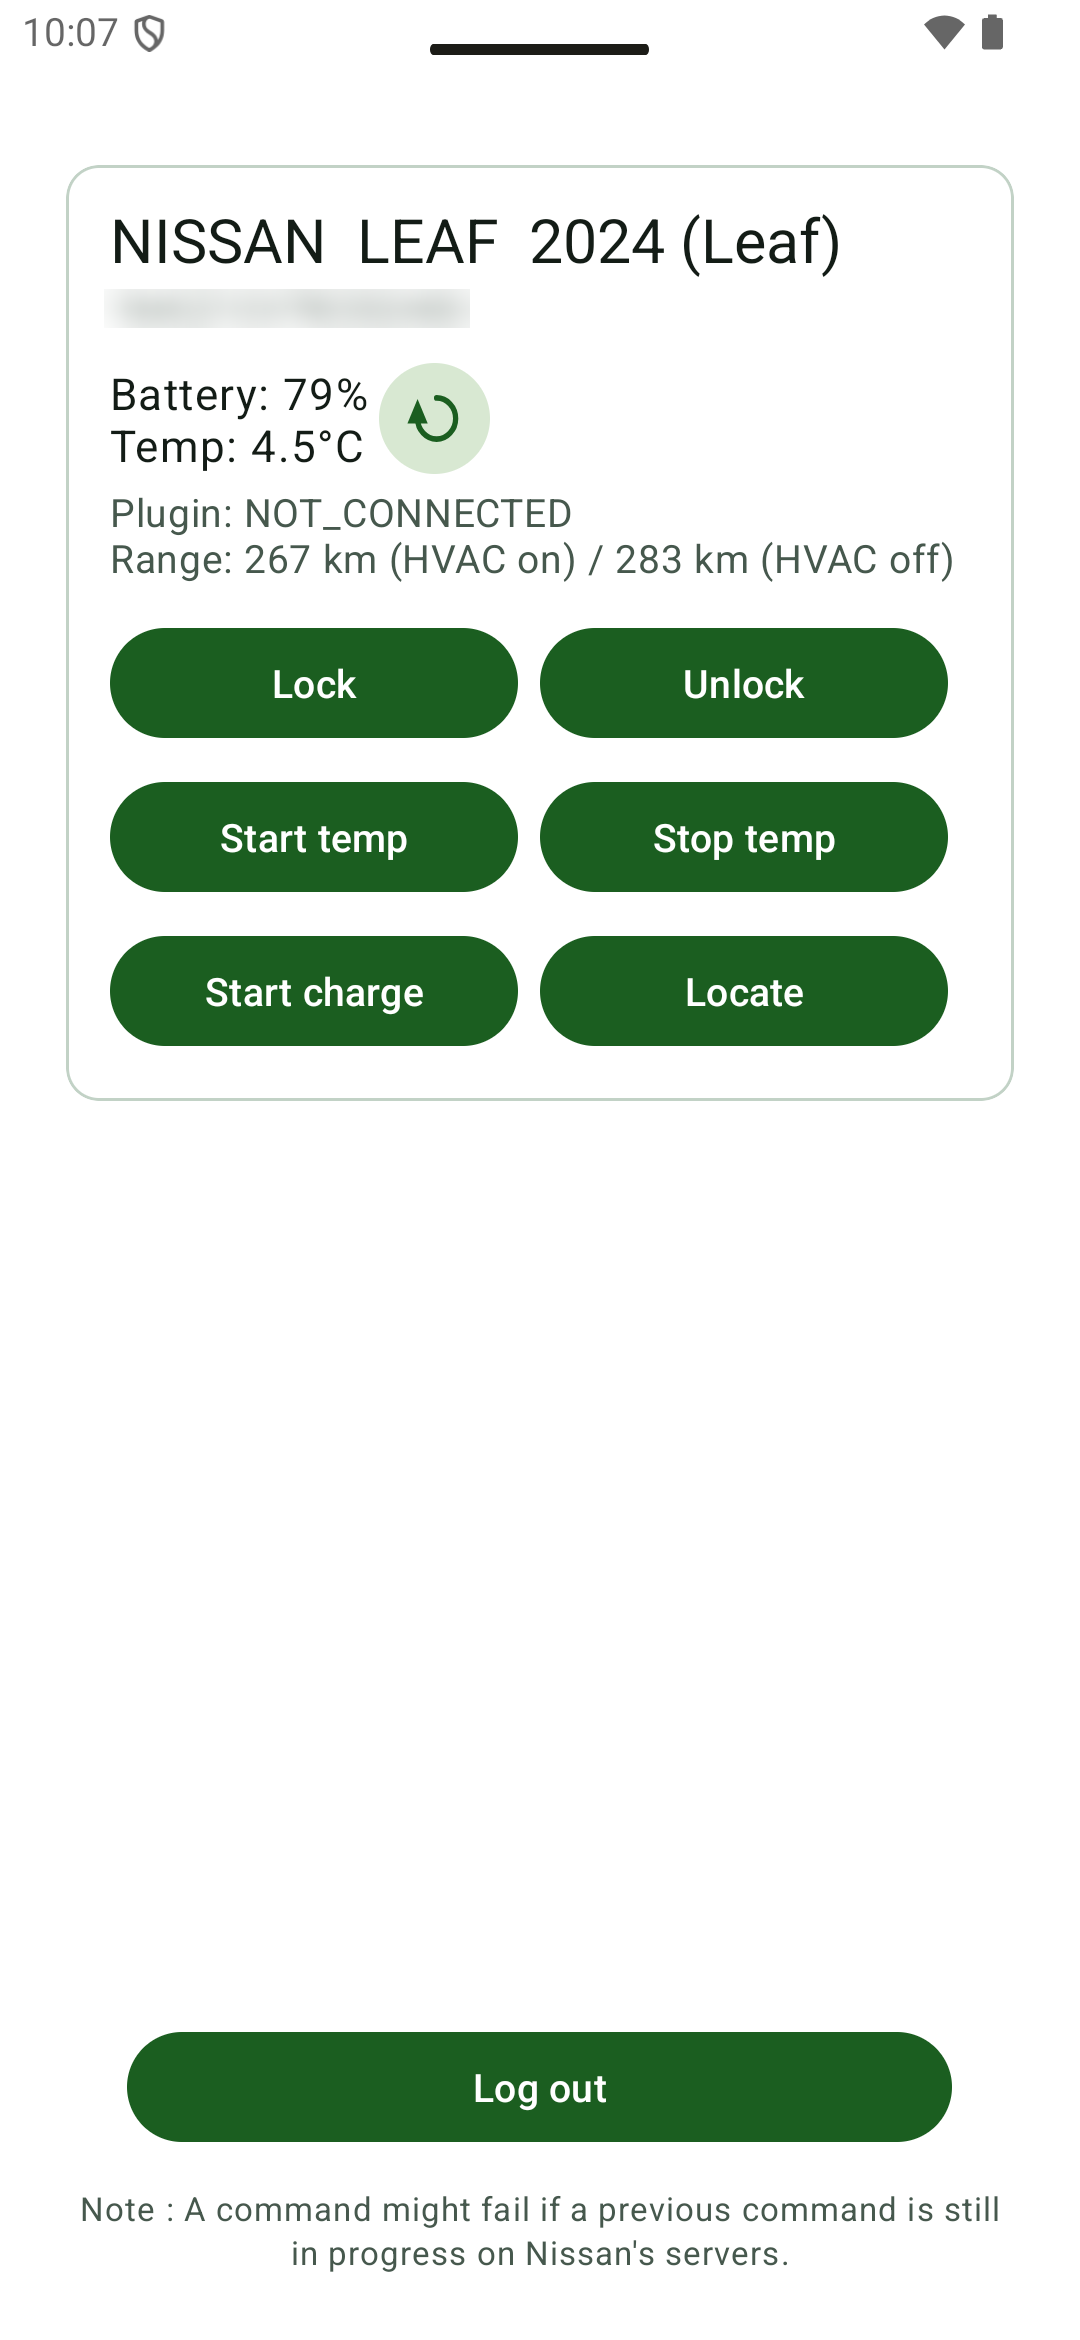 10:07
NISSAN LEAF 2024 (Leaf)
Battery: 79%
Temp: 4.5°C
Plugin: NOT_CONNECTED
Range: 267 km (HVAC on) / 283 km (HVAC off)
Lock Unlock
Start temp Stop temp
Start charge Locate
Log out
Note : A command might fail if a previous command is still
in progress on Nissan's servers.